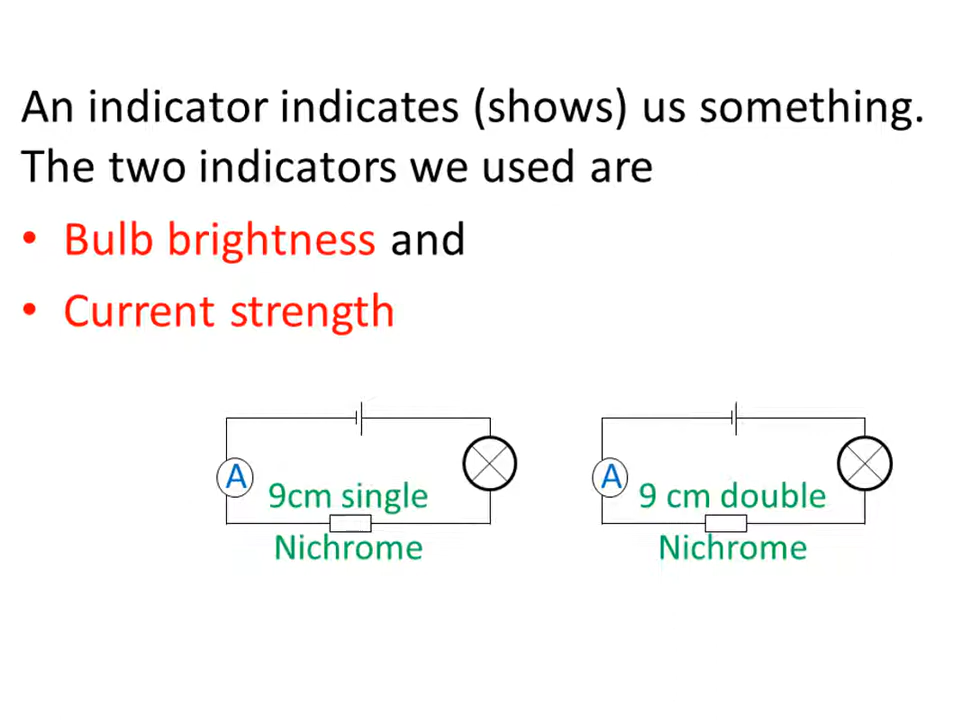 An indicator indicates (shows) us something.
The two indicators we used are
• Bulb brightness and
• Current strength
A
9cm single
Nichrome
A
9 cm double
Nichrome